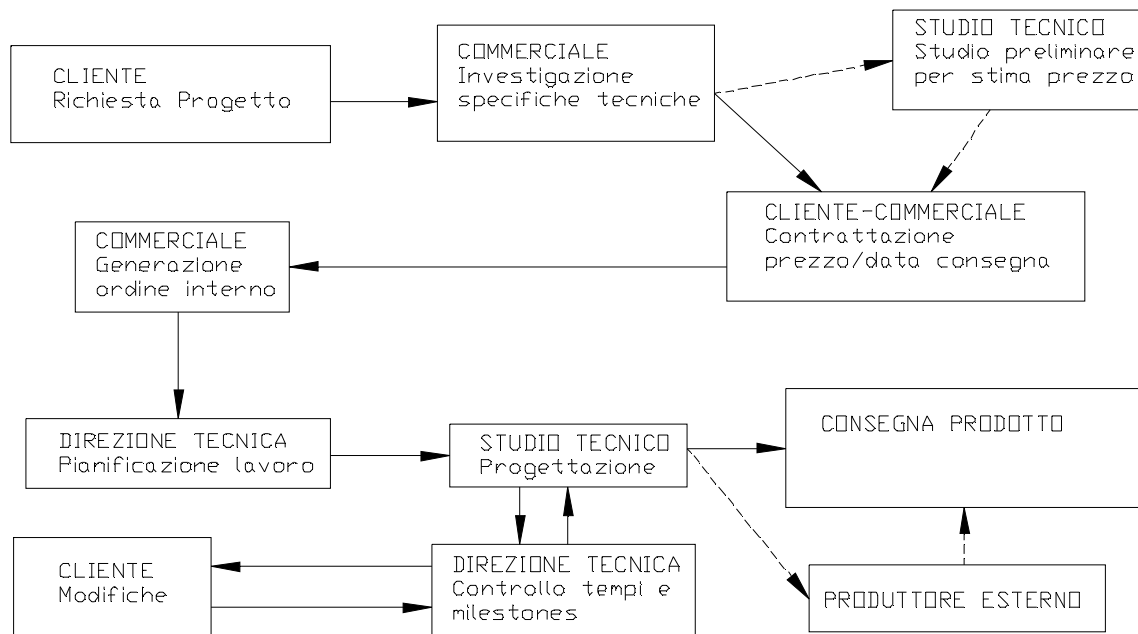 CLIENTE
Richiesta Progetto
COMMERCIALE
Investigazione
specifiche tecniche
STUDIO TECNICO
Studio preliminare
per stima prezzo
CLIENTE-COMMERCIALE
Contrattazione
prezzo/data consegna
COMMERCIALE
Generazione
ordine interno
DIREZIONE TECNICA
Pianificazione lavoro
STUDIO TECNICO
Progettazione
CONSEGNA PRODOTTO
CLIENTE
Modifiche
DIREZIONE TECNICA
Controllo tempi e
milestones
PRODUTTORE ESTERNO